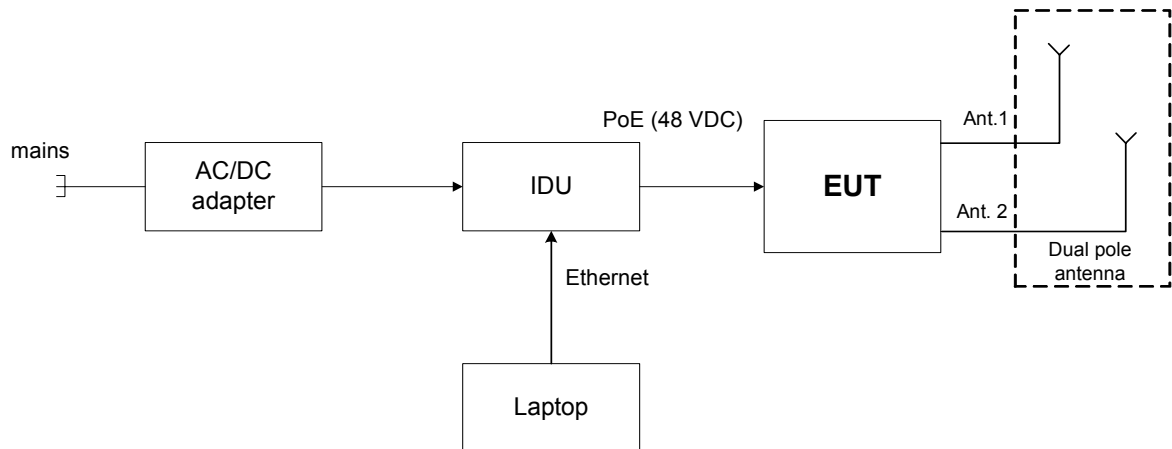 mains
AC/DC
adapter
IDU
PoE (48 VDC)
EUT
Ant.1
Ant. 2
Dual pole
antenna
Ethernet
Laptop